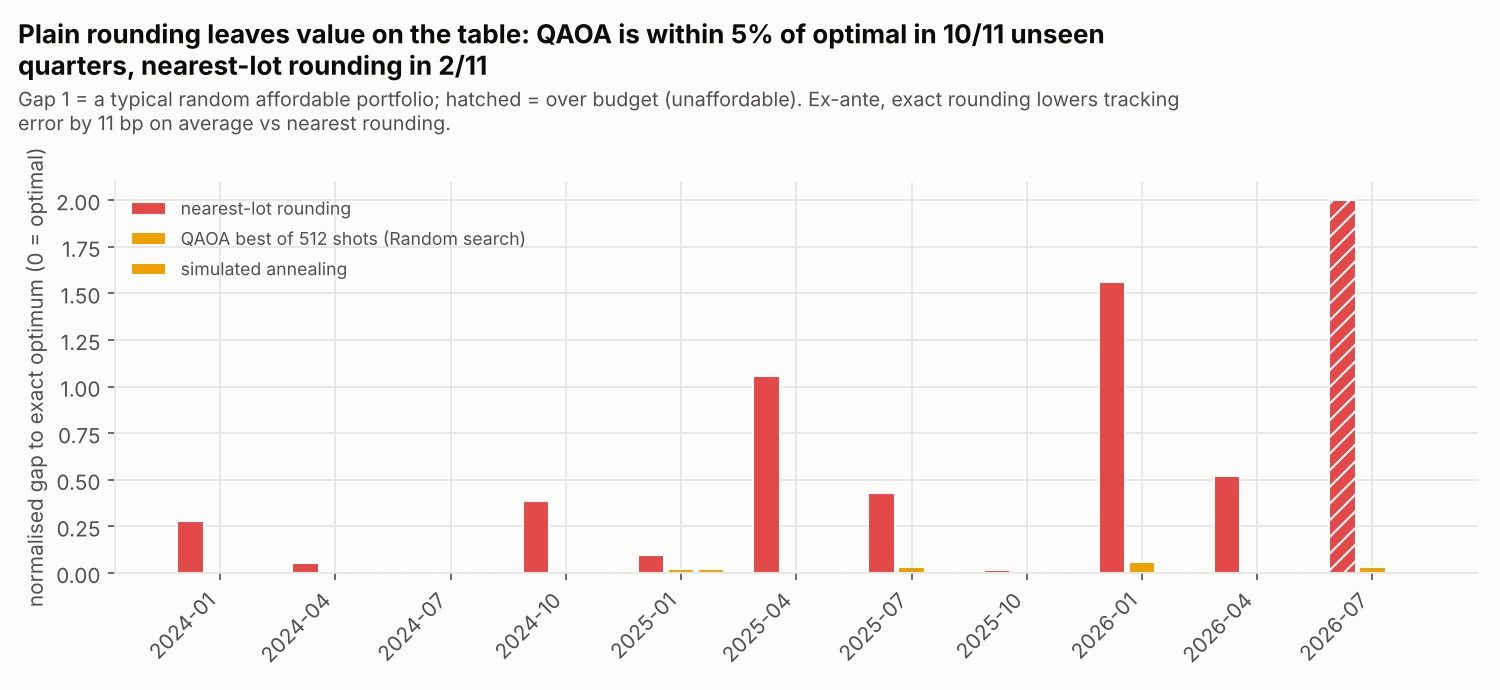 Plain rounding leaves value on the table: QAOA is within 5% of optimal in 10/11 unseen
quarters, nearest-lot rounding in 2/11
Gap 1 = a typical random affordable portfolio; hatched = over budget (unaffordable). Ex-ante, exact rounding lowers tracking
error by 11 bp on average vs nearest rounding.
normalised gap to exact optimum (0 = optimal)
2.00
1.75
1.50
1.25
1.00
0.75
0.50
0.25
0.00
nearest-lot rounding
QAOA best of 512 shots (Random search)
simulated annealing
2024-01
2024-04
2024-07
2024-10
2025-01
2025-04
2025-07
2025-10
2026-01
2026-04
2026-07